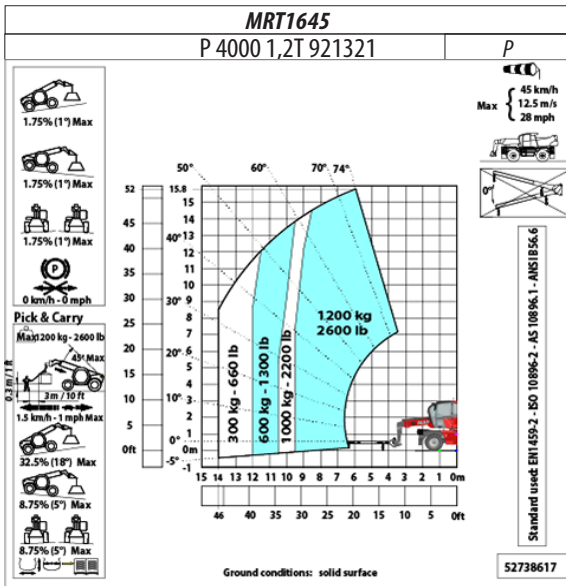 MRT1645
P 4000 1,2T 921321 P
1.75% (1°) Max
1.75% (1°) Max
1.75% (1°) Max
P
0 km/h - 0 mph
Pick & Carry
Max1200 kg - 2600 lb
45° Max
0.3 m / 1 ft
3m / 10 ft
1.5 km/h - 1 mph Max
32.5% (18°) Max
8.75% (5°) Max
8.75% (5°) Max
Max
45 km/h
12.5 m/s
28 mph
0°
50° 60° 70° 74°
40°
30°
20°
10°
0°
-5°
52
45
40
35
30
25
20
15
10
5
0ft
15.8
15
14
13
12
11
10
9
8
7
6
5
4
3
2
1
0m
-1
300 kg - 660 lb
600 kg - 1300 lb
1000 kg - 2200 lb
1200 kg
2600 lb
15 14 13 12 11 10 9 8 7 6 5 4 3 2 1 0m
46 40 35 30 25 20 15 10 5 0ft
Ground conditions: solid surface
Standard used: EN1459-2 - ISO 10896-2 - AS 10896.1 - ANSI B56.6
52738617